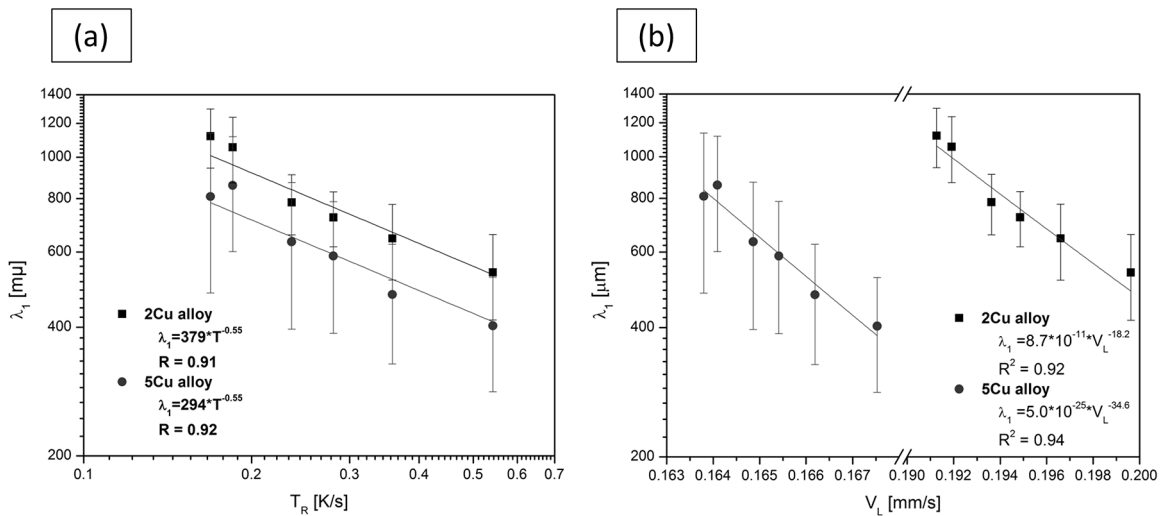 (a)
1400
1200
1000
800
600
400
200
λ₁ [mμ]
2Cu alloy
λ₁=379*T⁻⁰·⁵⁵
R = 0.91
5Cu alloy
λ₁=294*T⁻⁰·⁵⁵
R = 0.92
0.1 0.2 0.3 0.4 0.5 0.6 0.7
T_R [K/s]
(b)
1400
1200
1000
800
600
400
200
λ₁ [μm]
2Cu alloy
λ₁ =8.7*10⁻¹¹*V_L⁻¹⁸·²
R² = 0.92
5Cu alloy
λ₁ =5.0*10⁻²⁵*V_L⁻³⁴·⁶
R² = 0.94
0.163 0.164 0.165 0.166 0.167 0.190 0.192 0.194 0.196 0.198 0.200
V_L [mm/s]